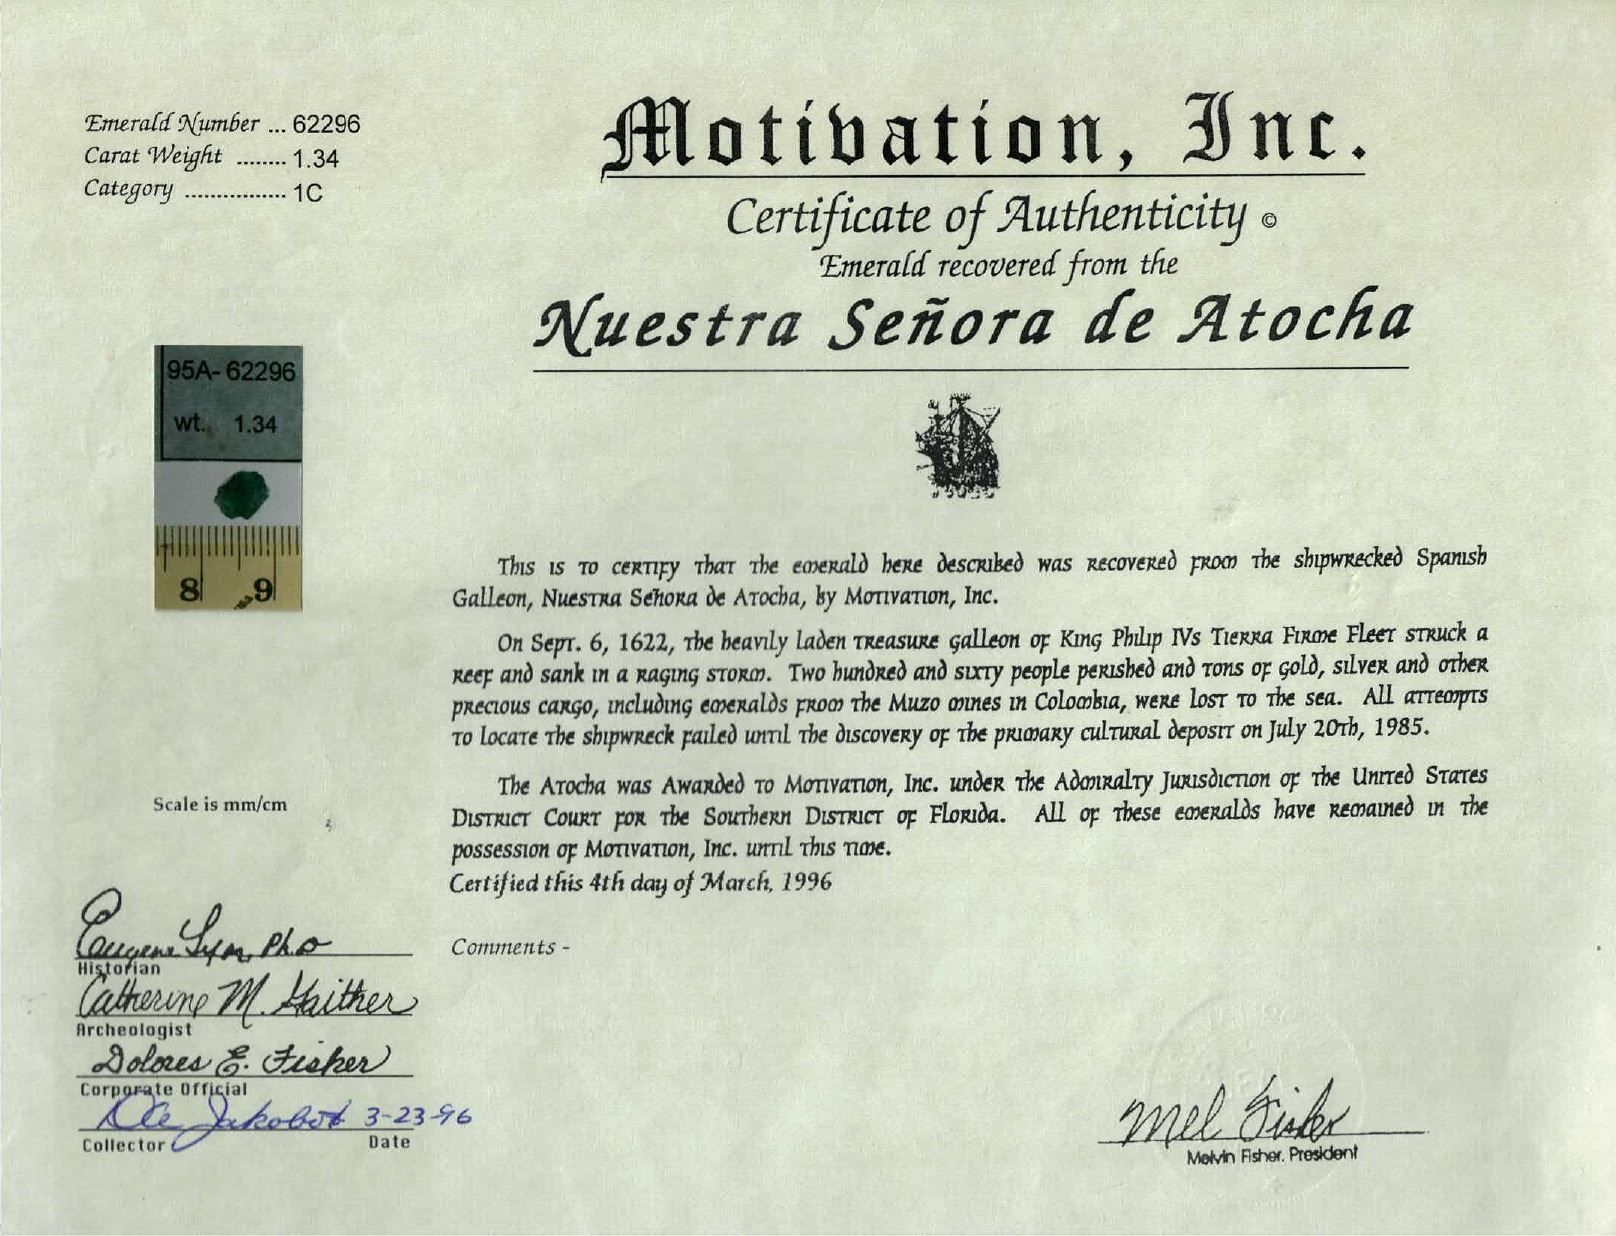 Emerald Number ... 62296
Carat Weight ........ 1.34
Category ................ 1C
Motivation, Inc.
Certificate of Authenticity ©
Emerald recovered from the
Nuestra Señora de Atocha
95A-62296
wt. 1.34
8 9
Scale is mm/cm
This is to certify that the emerald here described was recovered from the shipwrecked Spanish
Galleon, Nuestra Señora de Atocha, by Motivation, Inc.
On Sept. 6, 1622, the heavily laden treasure galleon of King Philip IVs Tierra Firme Fleet struck a
reef and sank in a raging storm. Two hundred and sixty people perished and tons of gold, silver and other
precious cargo, including emeralds from the Muzo mines in Colombia, were lost to the sea. All attempts
to locate the shipwreck failed until the discovery of the primary cultural deposit on July 20th, 1985.
The Atocha was Awarded to Motivation, Inc. under the Admiralty Jurisdiction of the United States
District Court for the Southern District of Florida. All of these emeralds have remained in the
possession of Motivation, Inc. until this time.
Certified this 4th day of March, 1996
Comments -
Eugene Lyon, Ph.D
Historian
Catherine M. Gaither
Archeologist
Dolores E. Fisher
Corporate Official
3-23-96
Collector Date
Mel Fisher
Melvin Fisher. President